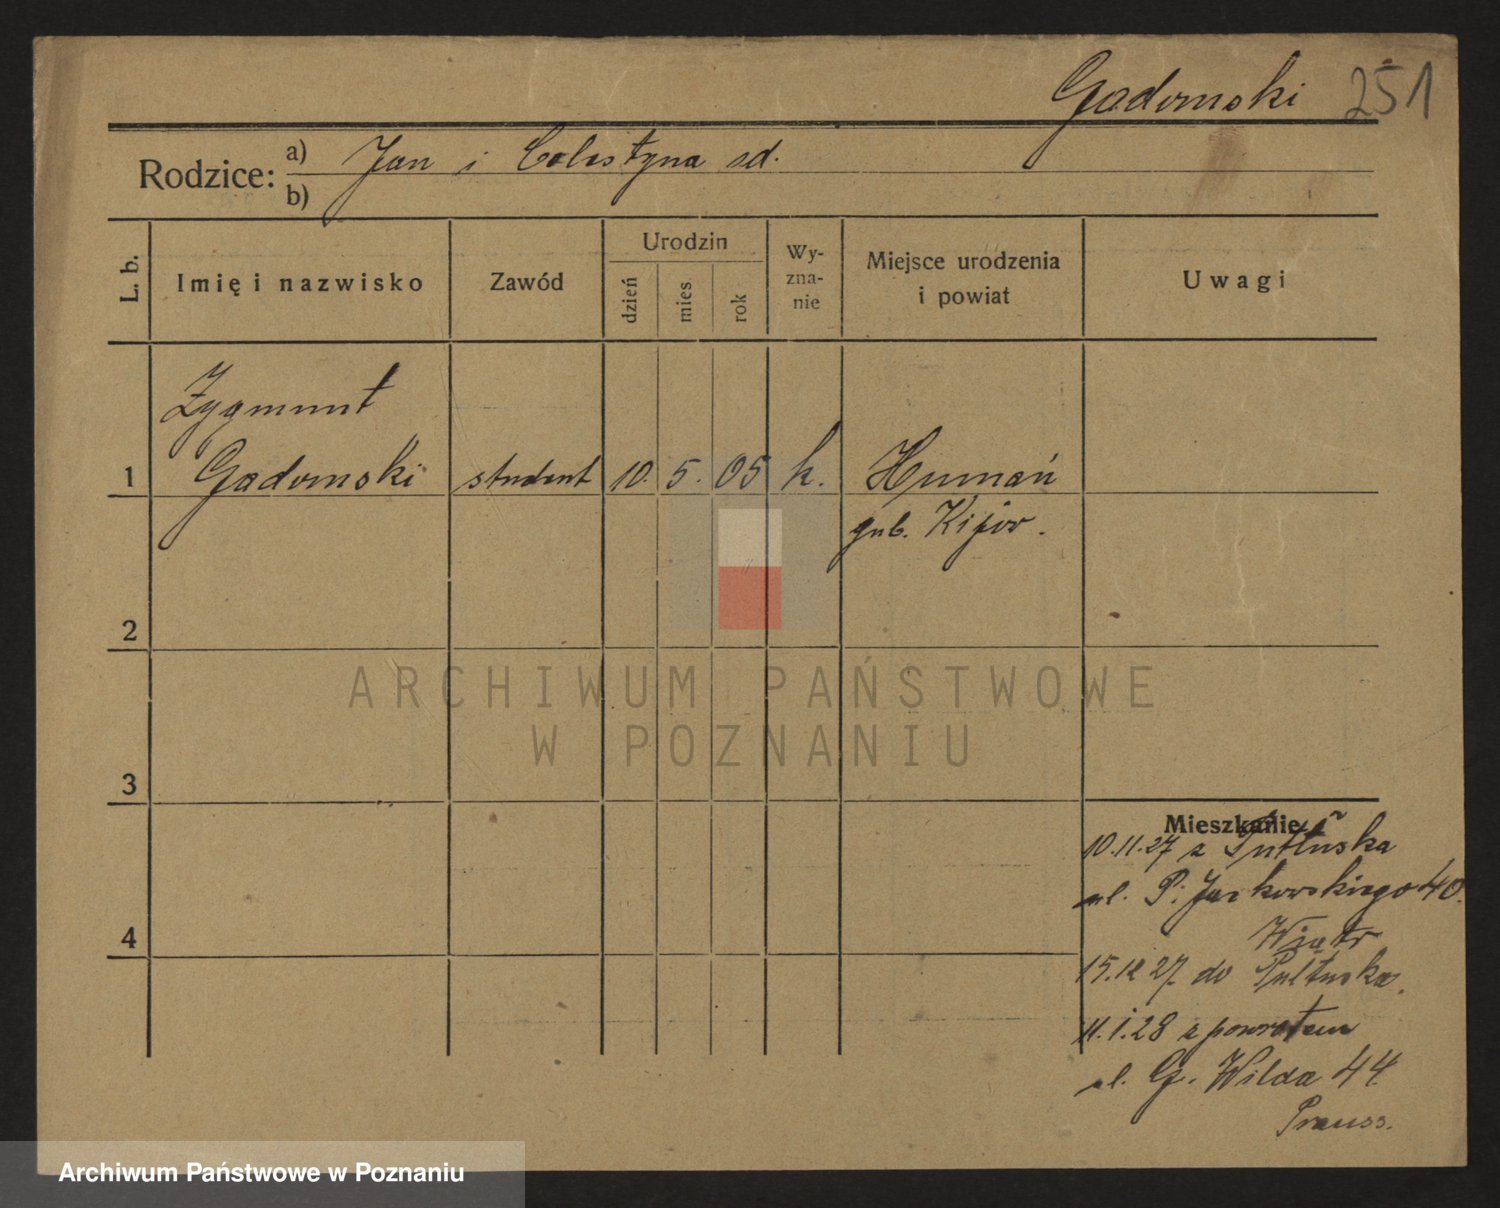 Gadomski 251
Rodzice: a) Jan i Celestyna sd.
b)
L. b.
Imię i nazwisko
Zawód
Urodzin
dzień
mies
rok
Wy-
zna-
nie
Miejsce urodzenia
i powiat
Uwagi
Zygmunt
1 Gadomski student 10. 5. 05 k. Humań
gub. Kijów.
2
3
4
Mieszkanie
10.11.27 z Pułtuska
ul. P. Jackowskiego 40.
Wiatr
15.12 27. do Pułtuska.
11.1.28 z powrotem
ul. G. Wilda 44
Preuss.
ARCHIWUM PAŃSTWOWE
W POZNANIU
Archiwum Państwowe w Poznaniu